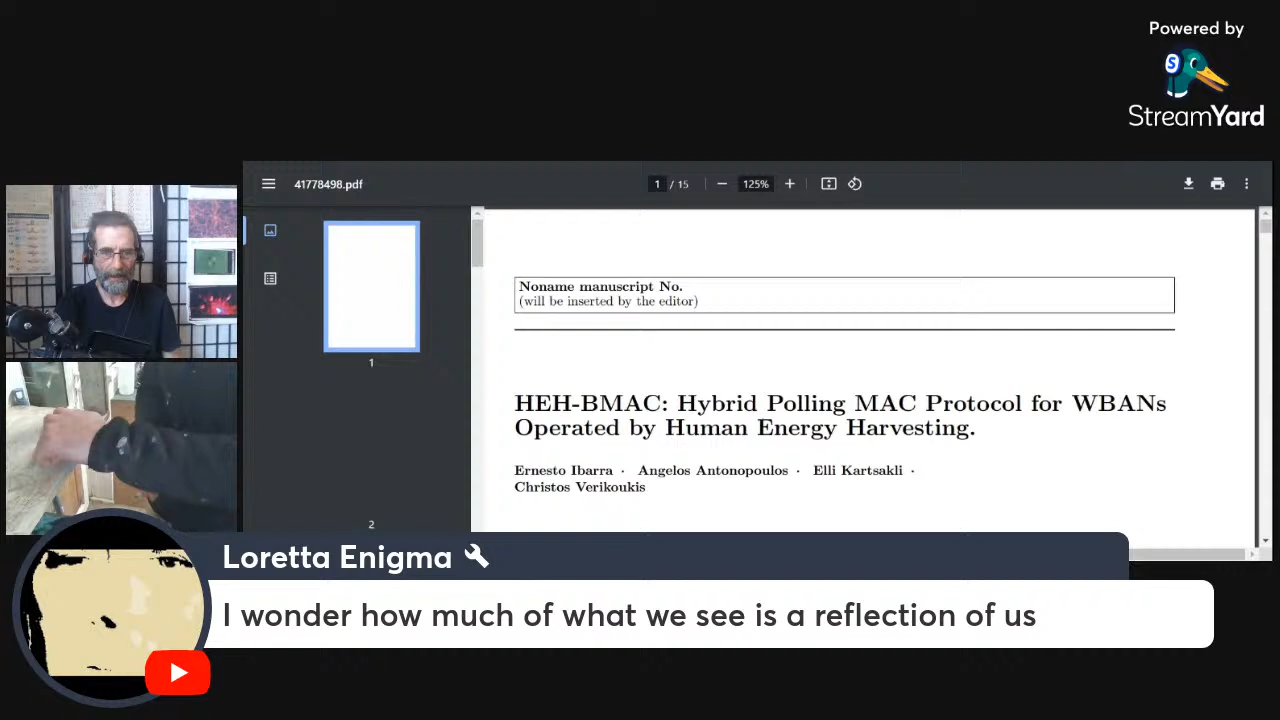 Powered by
S
StreamYard
41778498.pdf
1 / 15
125%
Noname manuscript No.
(will be inserted by the editor)
HEH-BMAC: Hybrid Polling MAC Protocol for WBANs
Operated by Human Energy Harvesting.
Ernesto Ibarra · Angelos Antonopoulos · Elli Kartsakli ·
Christos Verikoukis
1
2
Loretta Enigma
I wonder how much of what we see is a reflection of us